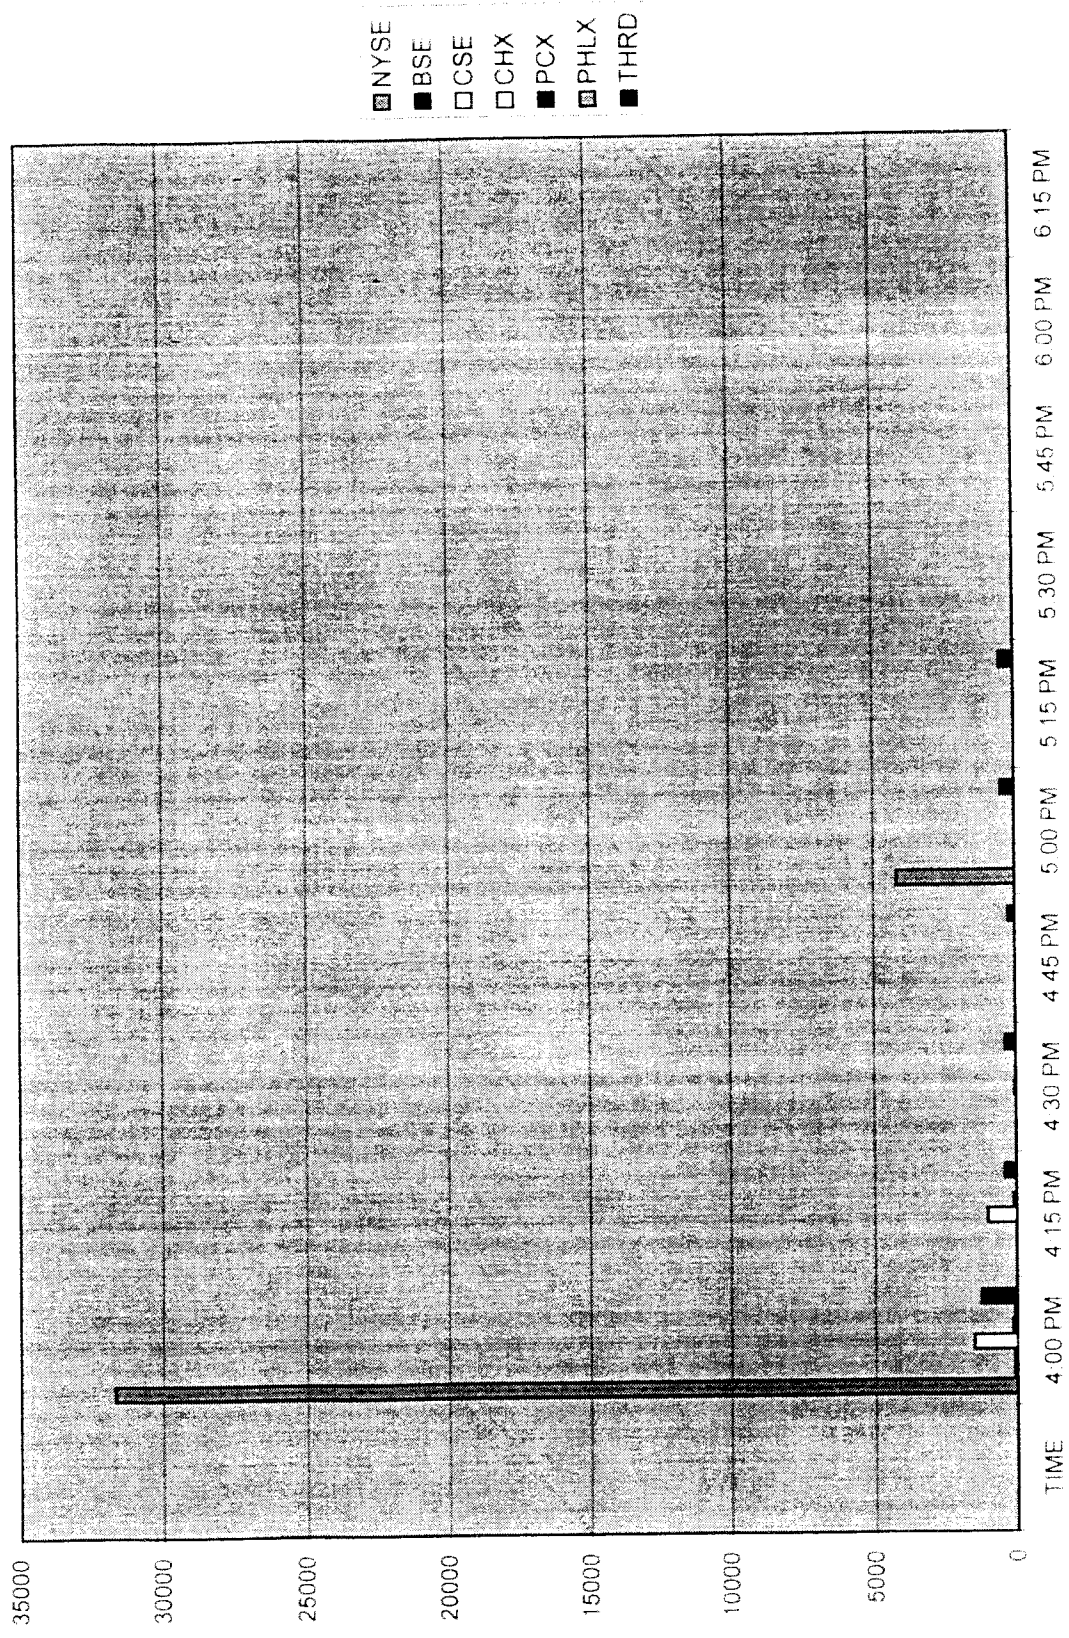 35000
30000
25000
20000
15000
10000
5000
0
TIME
4:00 PM
4:15 PM
4:30 PM
4:45 PM
5:00 PM
5:15 PM
5:30 PM
5:45 PM
6:00 PM
6:15 PM
NYSE
BSE
CSE
CHX
PCX
PHLX
THRD